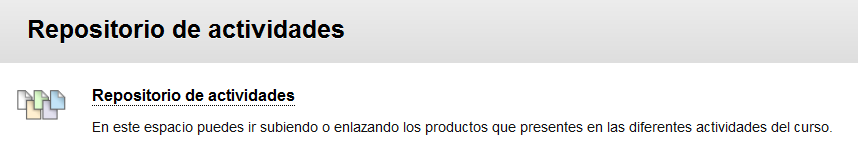 Repositorio de actividades
Repositorio de actividades
En este espacio puedes ir subiendo o enlazando los productos que presentes en las diferentes actividades del curso.